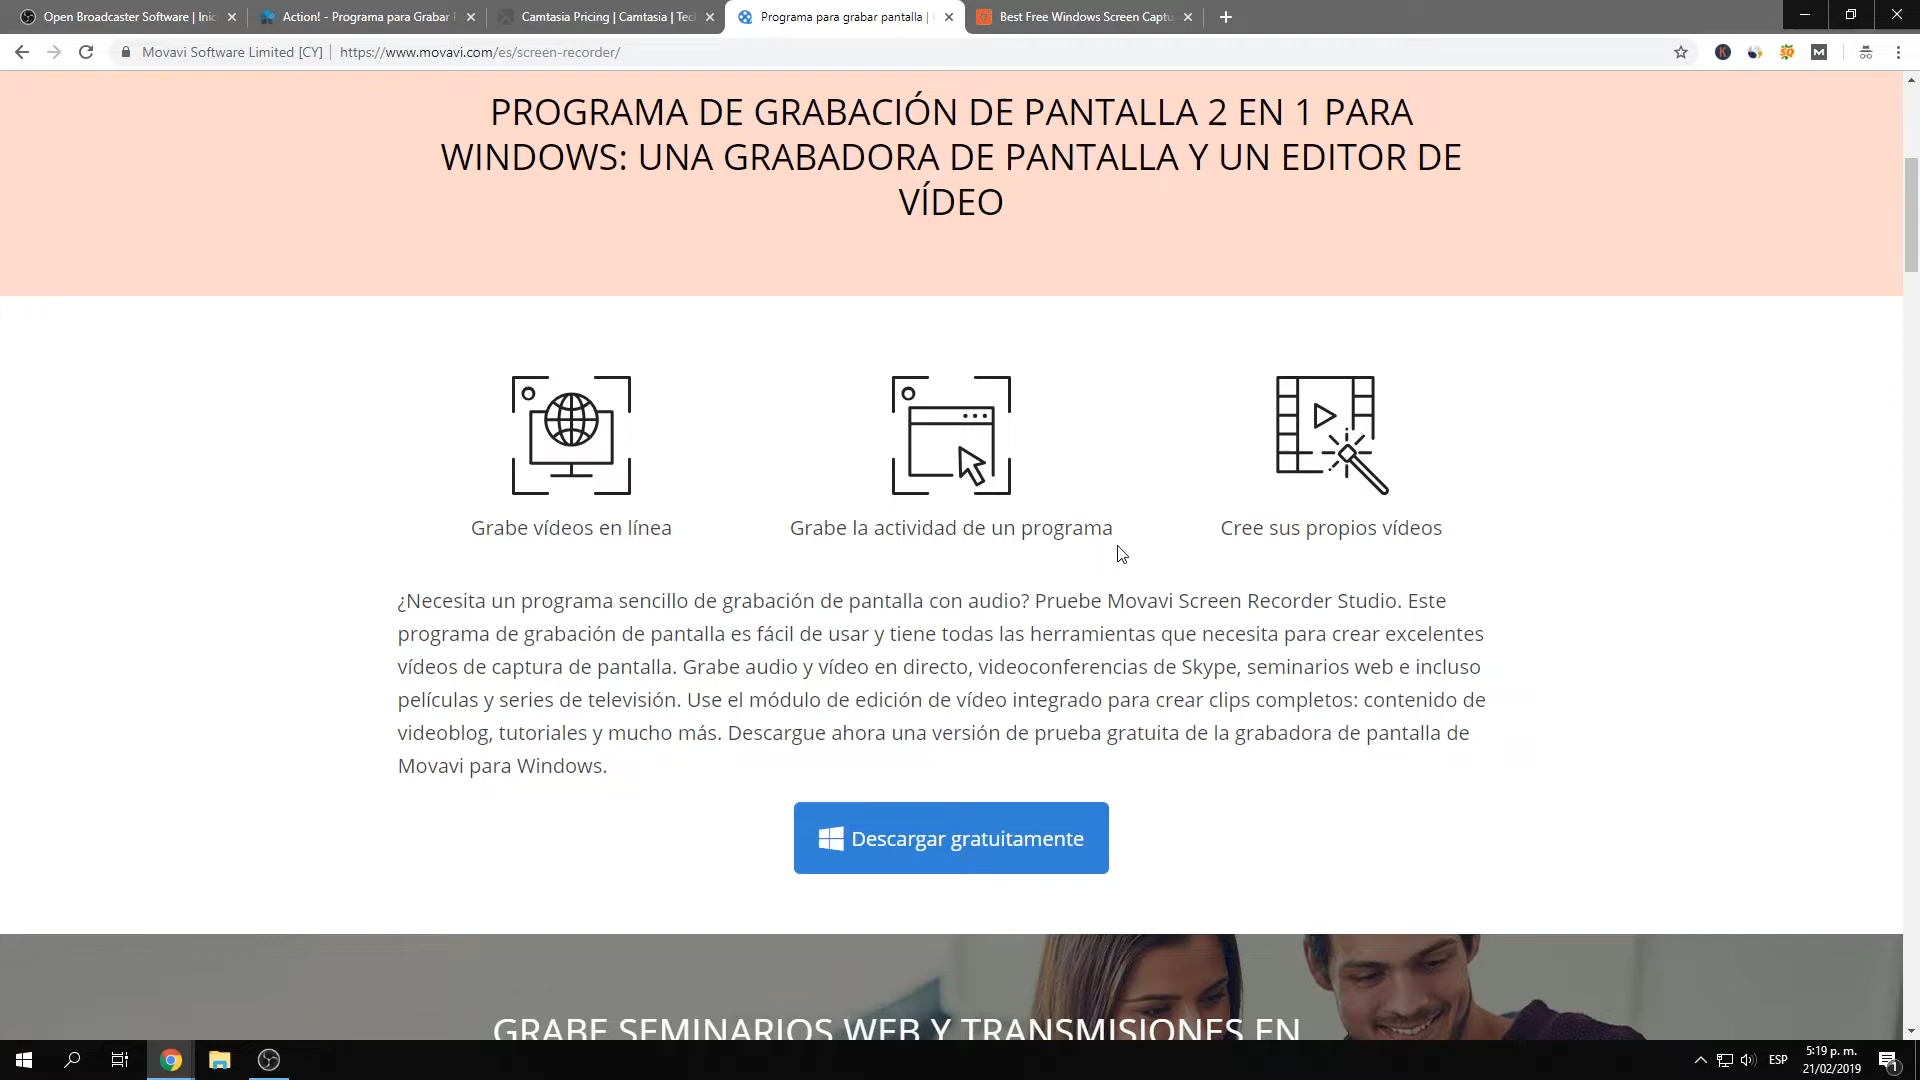 Open Broadcaster Software | Inic
Action! - Programa para Grabar
Camtasia Pricing | Camtasia | Tec
Programa para grabar pantalla |
Best Free Windows Screen Captu
Movavi Software Limited [CY] https://www.movavi.com/es/screen-recorder/
PROGRAMA DE GRABACIÓN DE PANTALLA 2 EN 1 PARA
WINDOWS: UNA GRABADORA DE PANTALLA Y UN EDITOR DE
VÍDEO
Grabe vídeos en línea
Grabe la actividad de un programa
Cree sus propios vídeos
¿Necesita un programa sencillo de grabación de pantalla con audio? Pruebe Movavi Screen Recorder Studio. Este
programa de grabación de pantalla es fácil de usar y tiene todas las herramientas que necesita para crear excelentes
vídeos de captura de pantalla. Grabe audio y vídeo en directo, videoconferencias de Skype, seminarios web e incluso
películas y series de televisión. Use el módulo de edición de vídeo integrado para crear clips completos: contenido de
videoblog, tutoriales y mucho más. Descargue ahora una versión de prueba gratuita de la grabadora de pantalla de
Movavi para Windows.
Descargar gratuitamente
GRABE SEMINARIOS WEB Y TRANSMISIONES EN
ESP
5:19 p. m.
21/02/2019
1